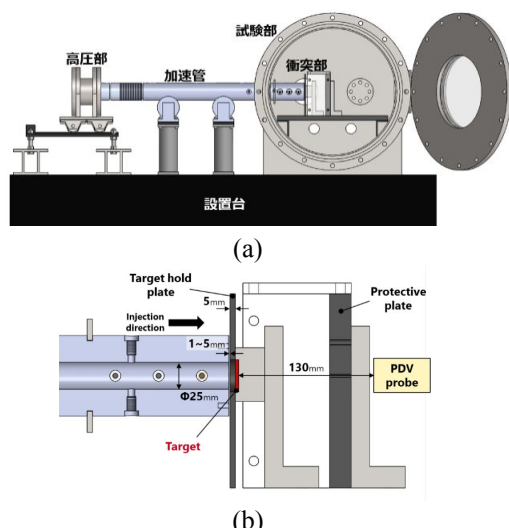 試験部
高圧部
加速管
衝突部
設置台
(a)
Target hold
plate
5mm
Protective
plate
Injection
direction
1~5mm
130mm
PDV
probe
Φ25mm
Target
(b)